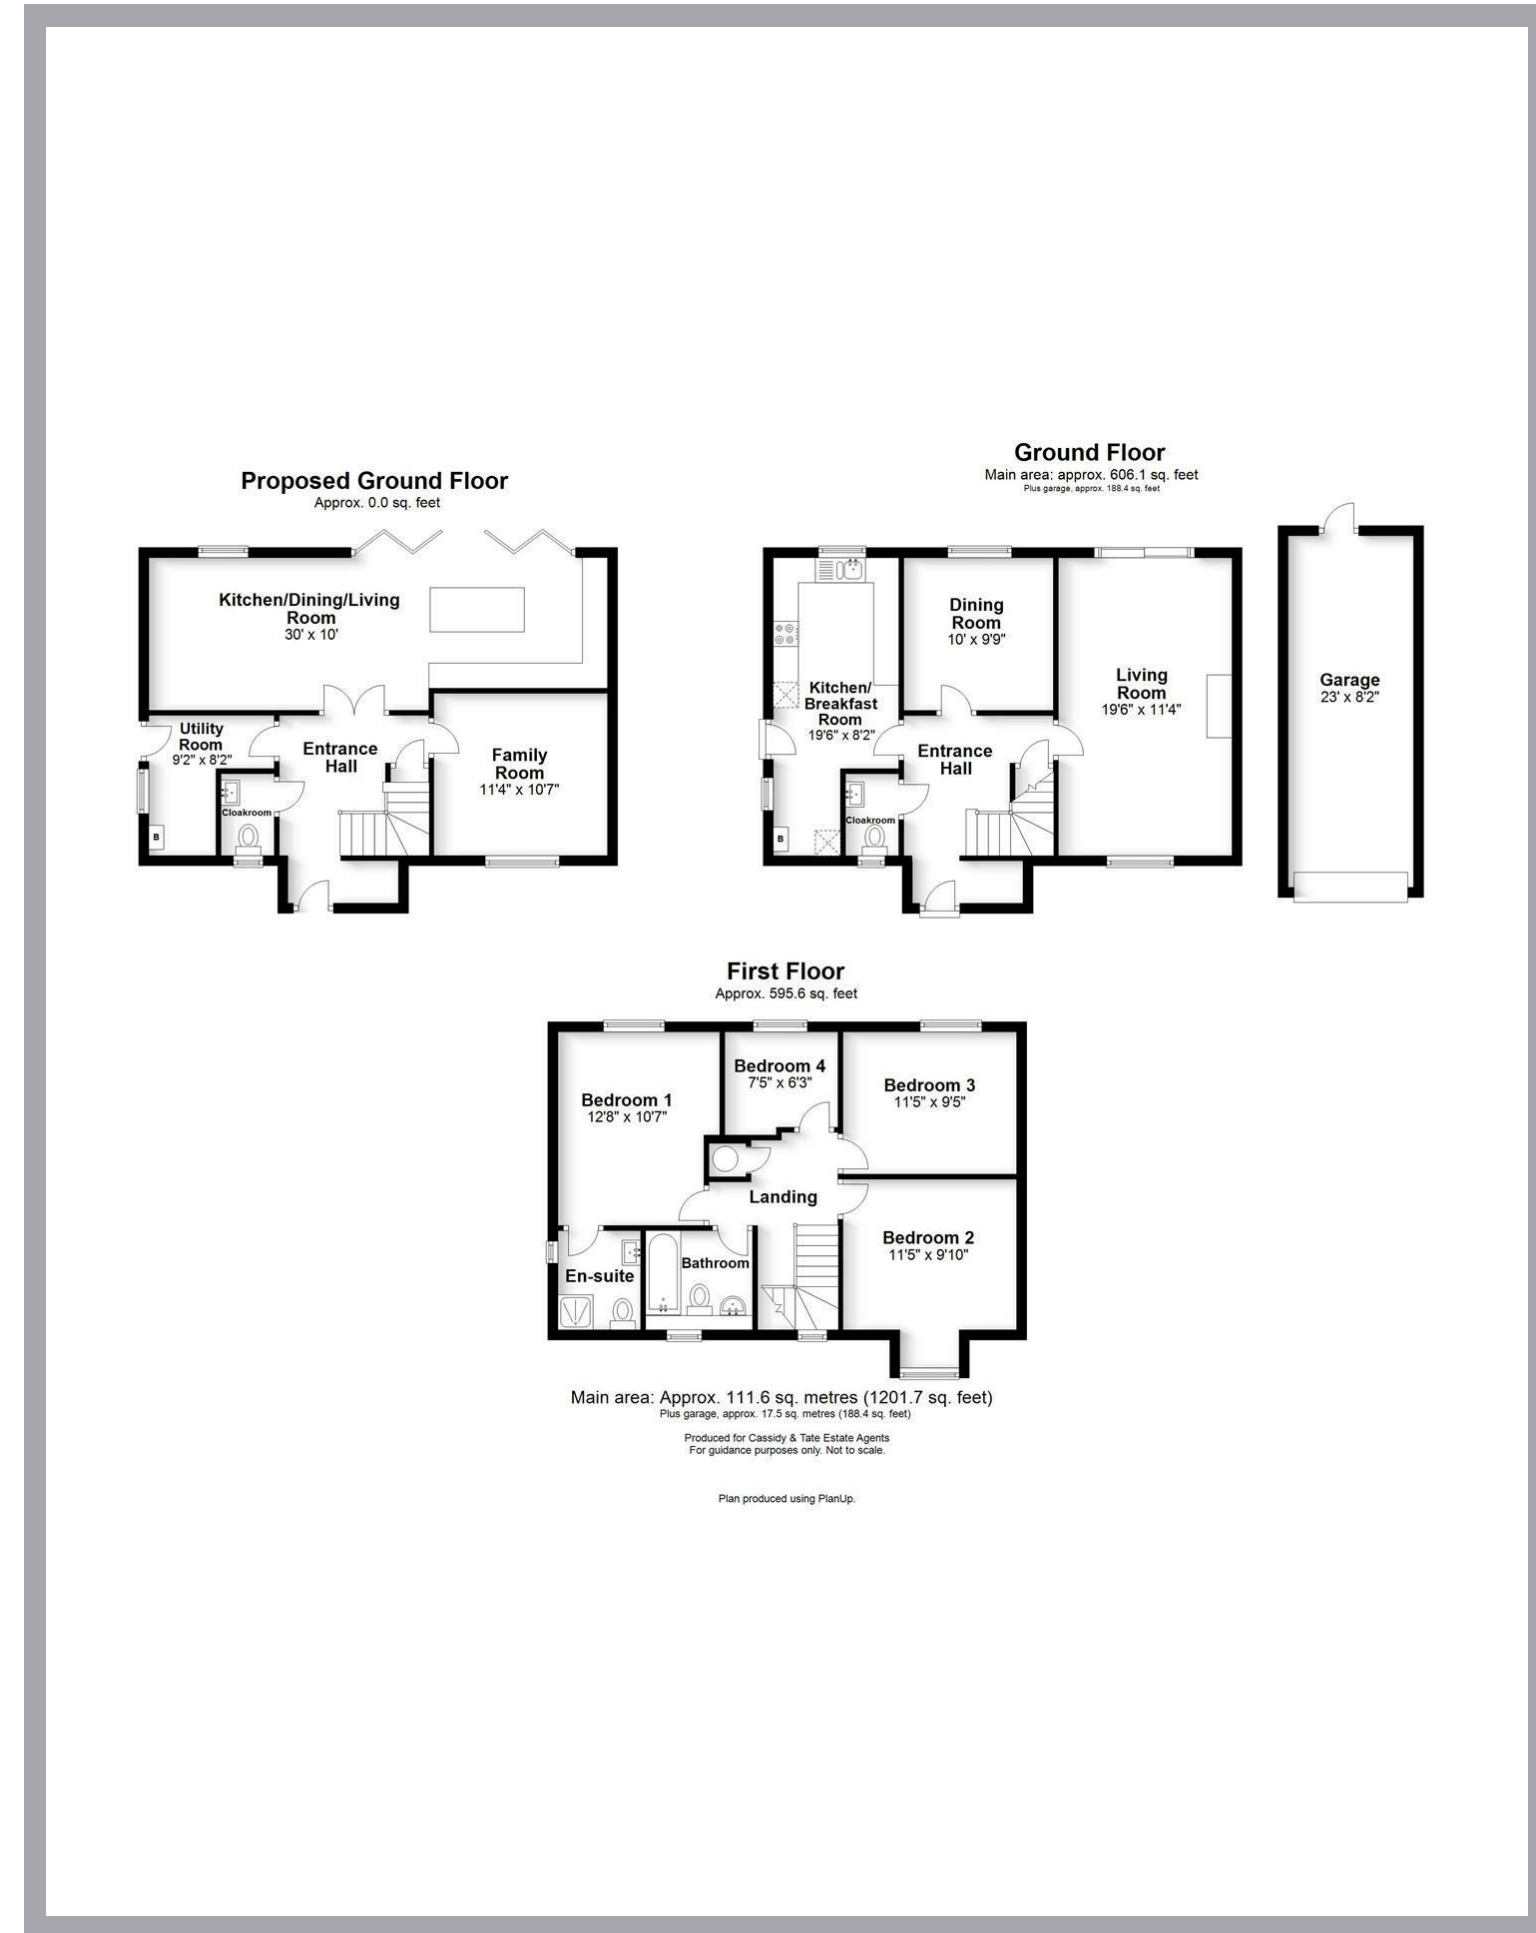 Proposed Ground Floor
Approx. 0.0 sq. feet
Kitchen/Dining/Living
Room
30' x 10'
Utility
Room
9'2" x 8'2"
Entrance
Hall
Family
Room
11'4" x 10'7"
Cloakroom
B
Ground Floor
Main area: approx. 606.1 sq. feet
Plus garage, approx. 188.4 sq. feet
Dining
Room
10' x 9'9"
Kitchen/
Breakfast
Room
19'6" x 8'2"
Living
Room
19'6" x 11'4"
Entrance
Hall
Cloakroom
B
Garage
23' x 8'2"
First Floor
Approx. 595.6 sq. feet
Bedroom 1
12'8" x 10'7"
Bedroom 4
7'5" x 6'3"
Bedroom 3
11'5" x 9'5"
Landing
Bedroom 2
11'5" x 9'10"
En-suite
Bathroom
Main area: Approx. 111.6 sq. metres (1201.7 sq. feet)
Plus garage, approx. 17.5 sq. metres (188.4 sq. feet)
Produced for Cassidy & Tate Estate Agents
For guidance purposes only. Not to scale.
Plan produced using PlanUp.